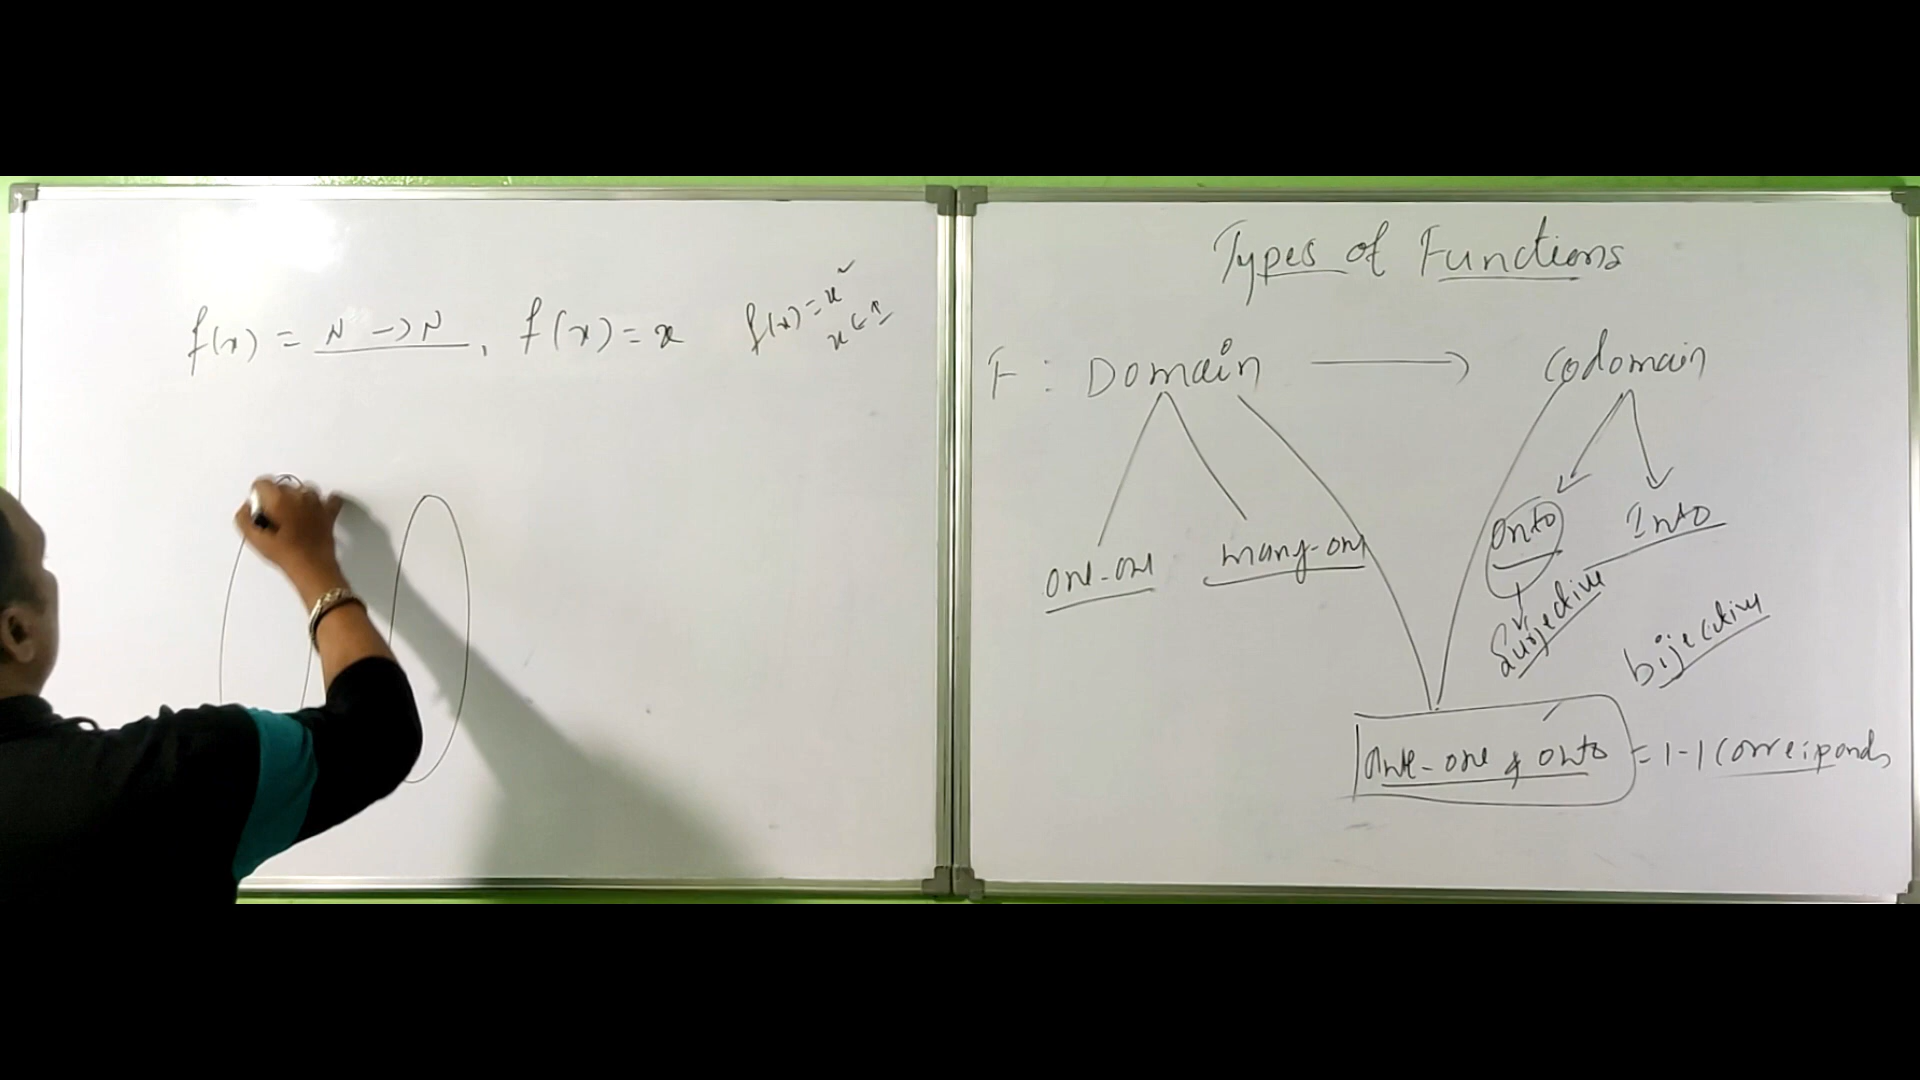 f(x) = N → N, f(x) = x
f(x) = x
Types of Functions
F : Domain → Codomain
onto Into
one-one many-one
Surjective
bijective
one-one & onto = 1-1 corresponds